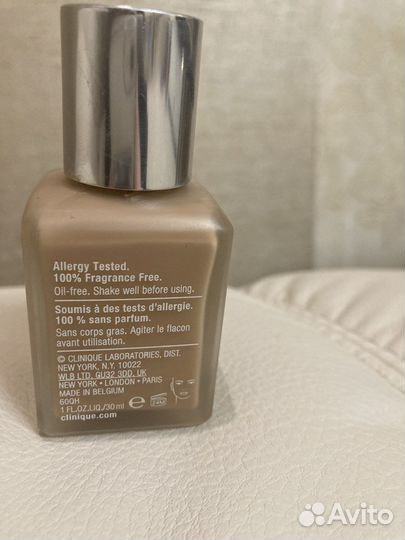 Allergy Tested.
100% Fragrance Free.
Oil-free. Shake well before using.
Soumis à des tests d'allergie.
100 % sans parfum.
Sans corps gras. Agiter le flacon
avant utilisation.
© CLINIQUE LABORATORIES, DIST.
NEW YORK, N.Y. 10022
WLB LTD. GU32 3DD, UK
NEW YORK • LONDON • PARIS
MADE IN BELGIUM
60QH
1 FL.OZ.LIQ./30ml e
clinique.com
Avito